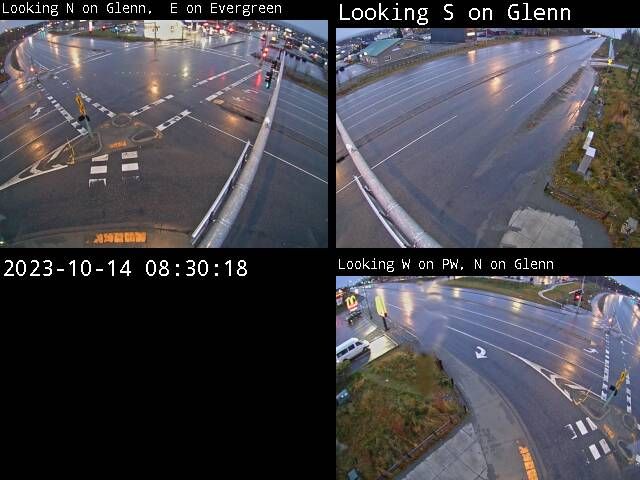 Looking N on Glenn,  E on Evergreen
Looking S on Glenn
2023-10-14 08:30:18
Looking W on PW, N on Glenn